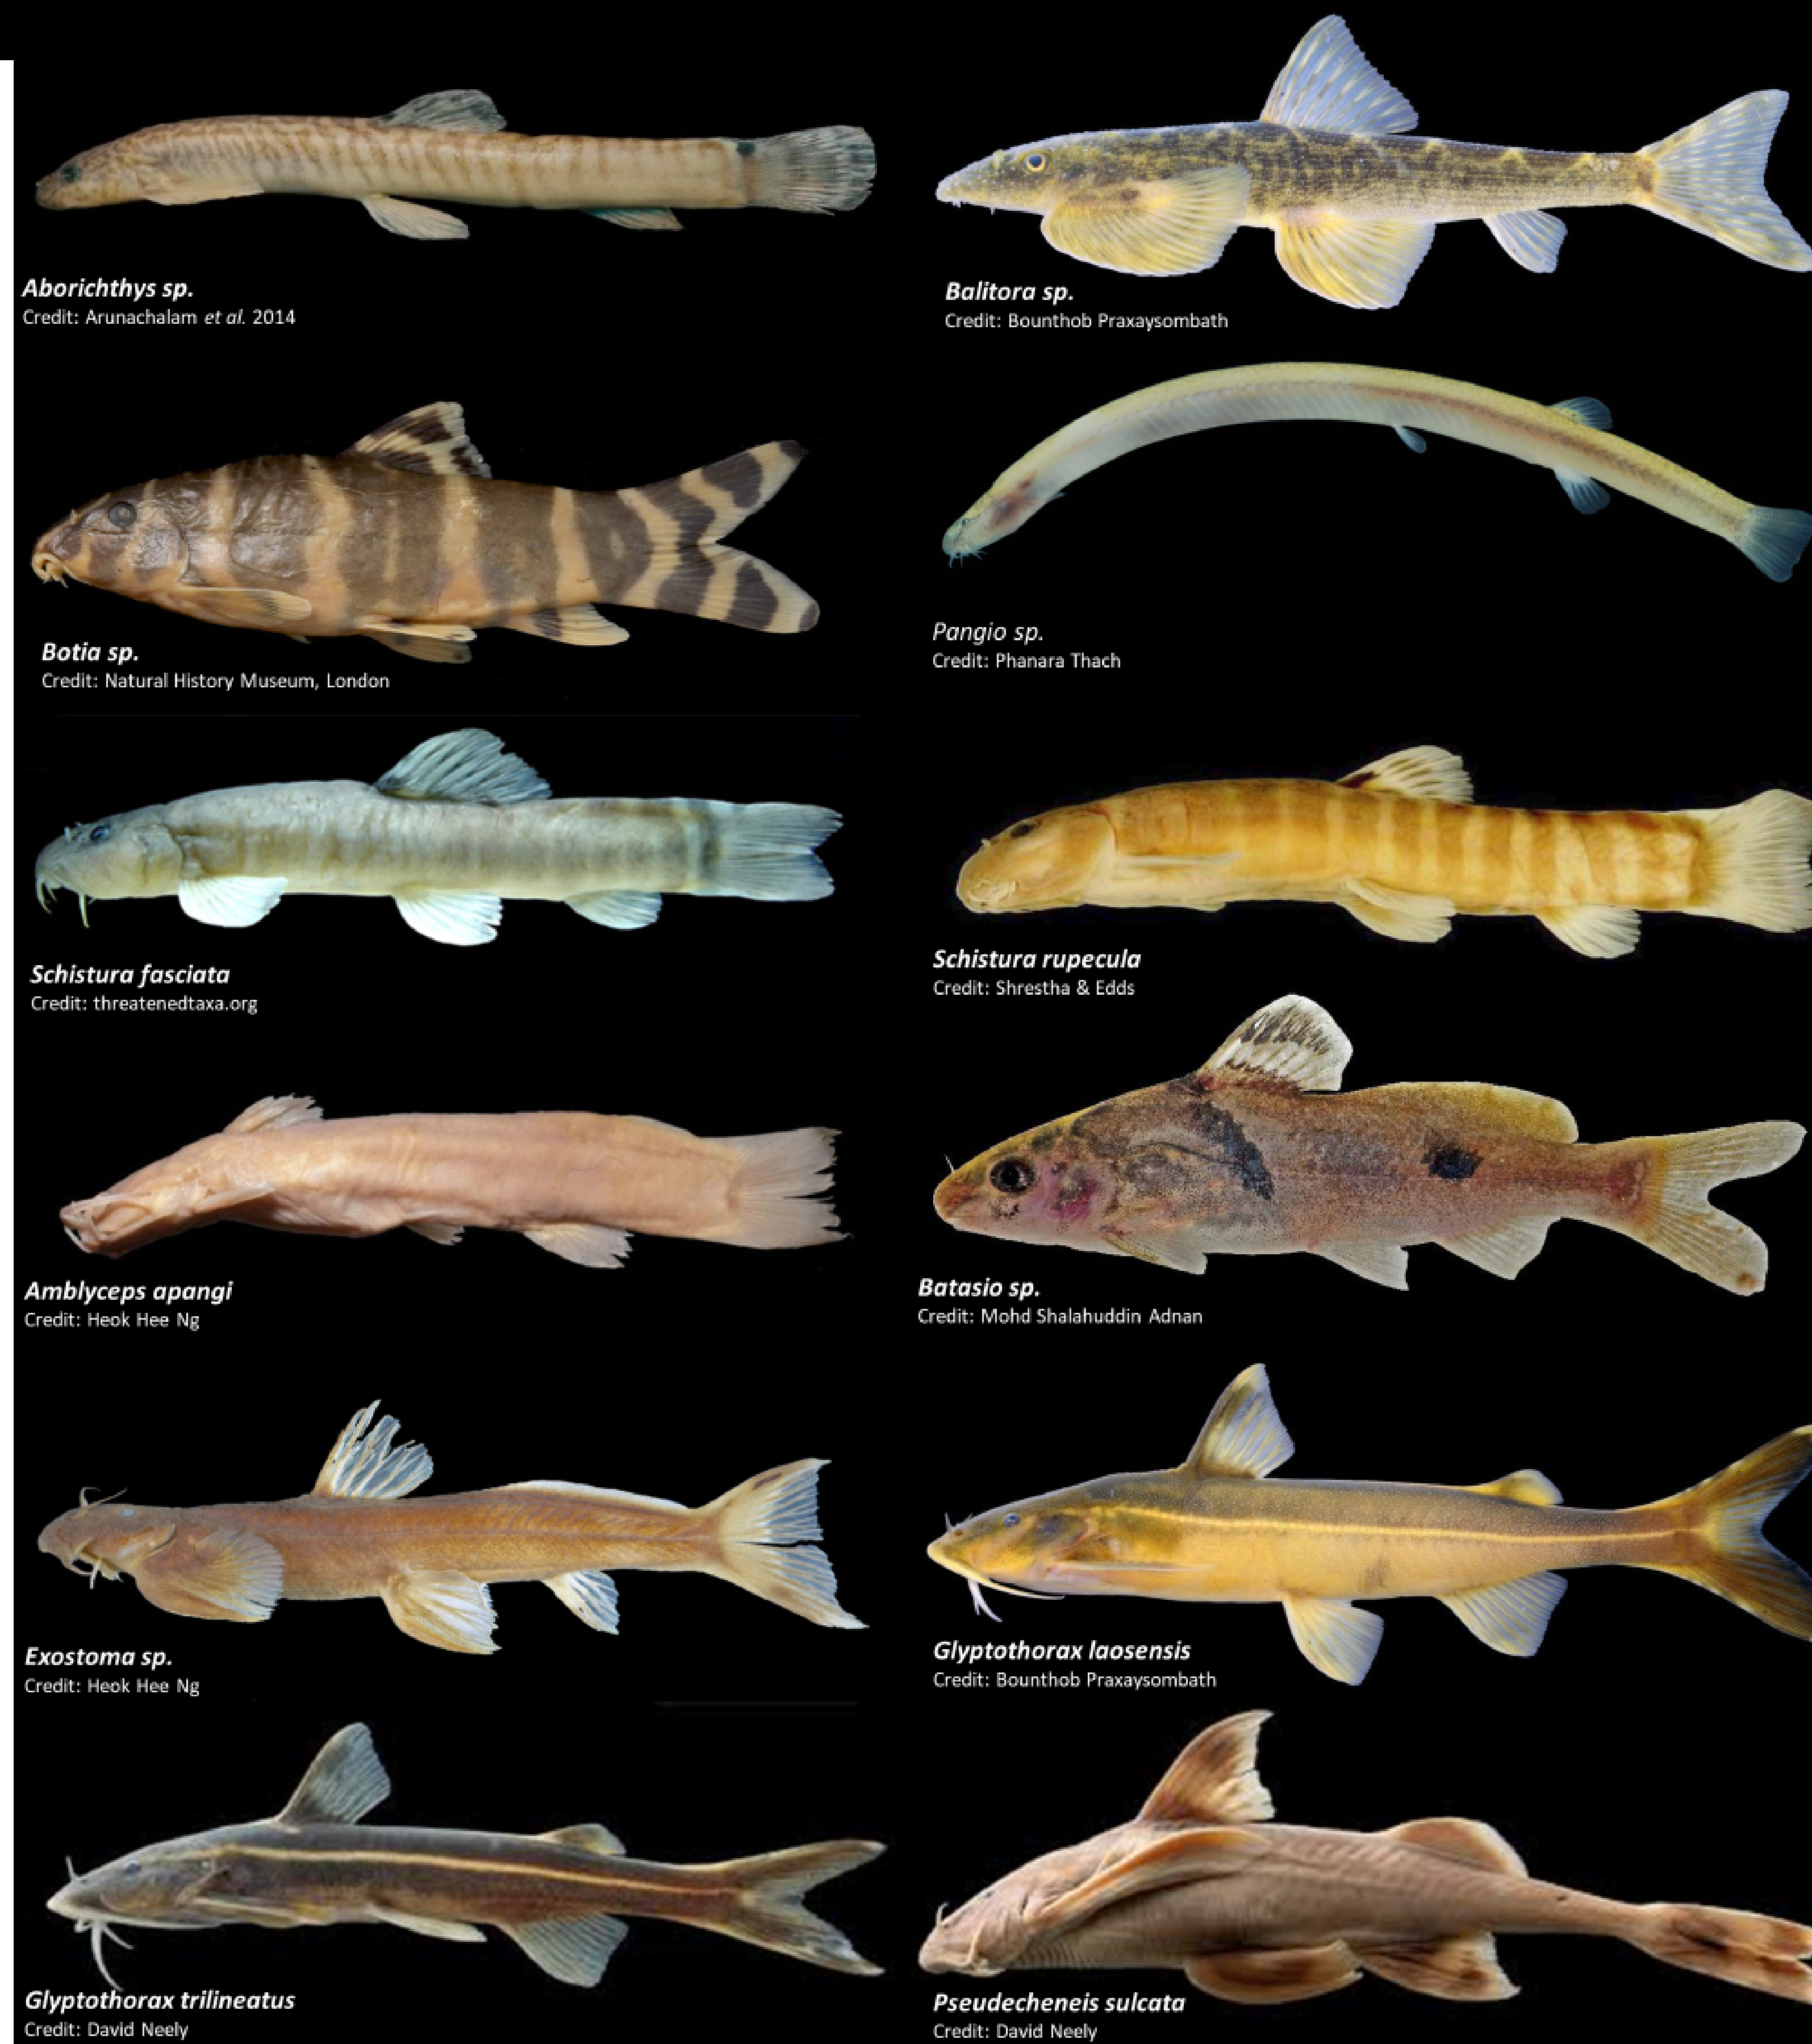 Aborichthys sp.
Credit: Arunachalam et al. 2014
Balitora sp.
Credit: Bounthob Praxaysombath
Botia sp.
Credit: Natural History Museum, London
Pangio sp.
Credit: Phanara Thach
Schistura fasciata
Credit: threatenedtaxa.org
Schistura rupecula
Credit: Shrestha & Edds
Amblyceps apangi
Credit: Heok Hee Ng
Batasio sp.
Credit: Mohd Shalahuddin Adnan
Exostoma sp.
Credit: Heok Hee Ng
Glyptothorax laosensis
Credit: Bounthob Praxaysombath
Glyptothorax trilineatus
Credit: David Neely
Pseudecheneis sulcata
Credit: David Neely